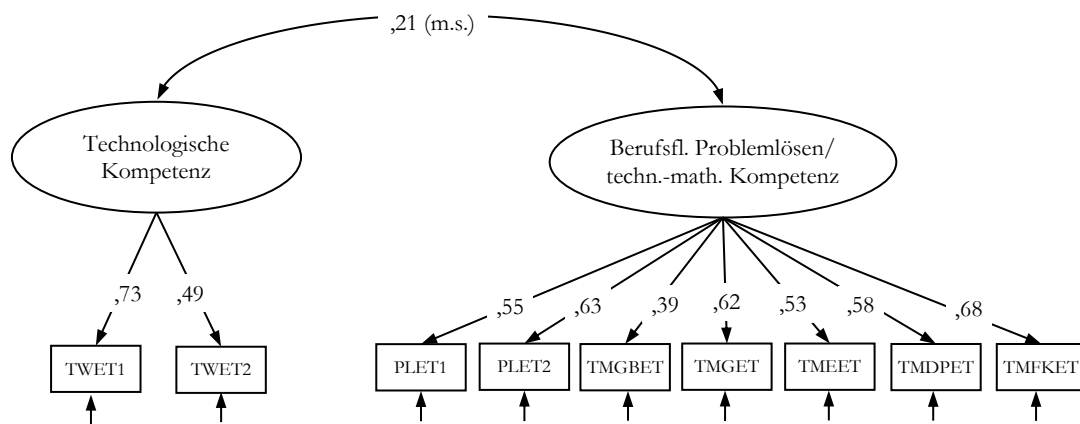 ,21 (m.s.)
Technologische
Kompetenz
Berufsfl. Problemlösen/
techn.-math. Kompetenz
,73
,49
,55
,63
,39
,62
,53
,58
,68
TWET1
TWET2
PLET1
PLET2
TMGBET
TMGET
TMEET
TMDPET
TMFKET